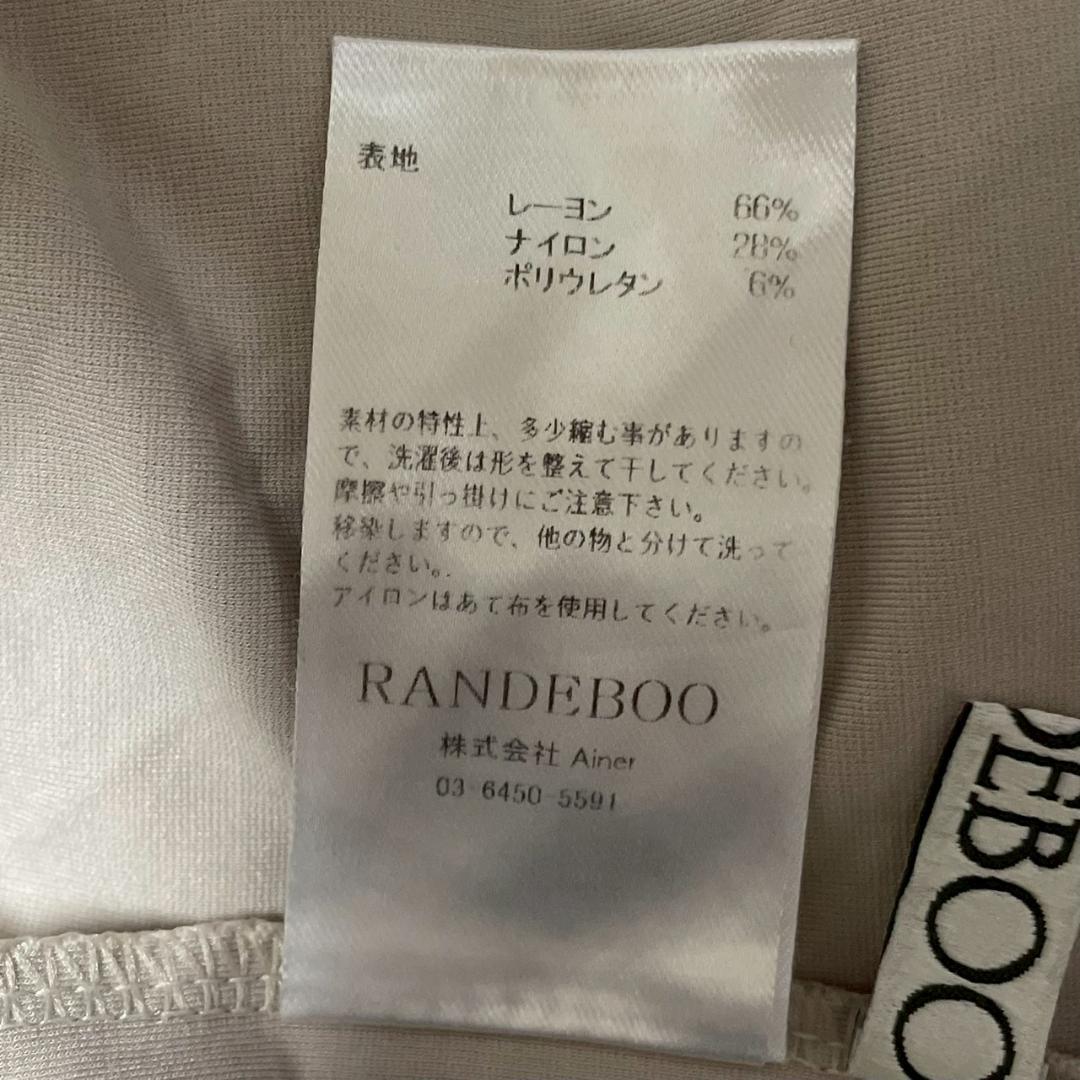 表地
レーヨン 66%
ナイロン 28%
ポリウレタン 6%
素材の特性上、多少縮む事がありますの
で、洗濯後は形を整えて干してください。
摩擦や引っ掛けにご注意下さい。
移染しますので、他の物と分けて洗って
ください。
アイロンはあて布を使用してください。
RANDEBOO
株式会社 Ainer
03-6450-5591
DEBOO